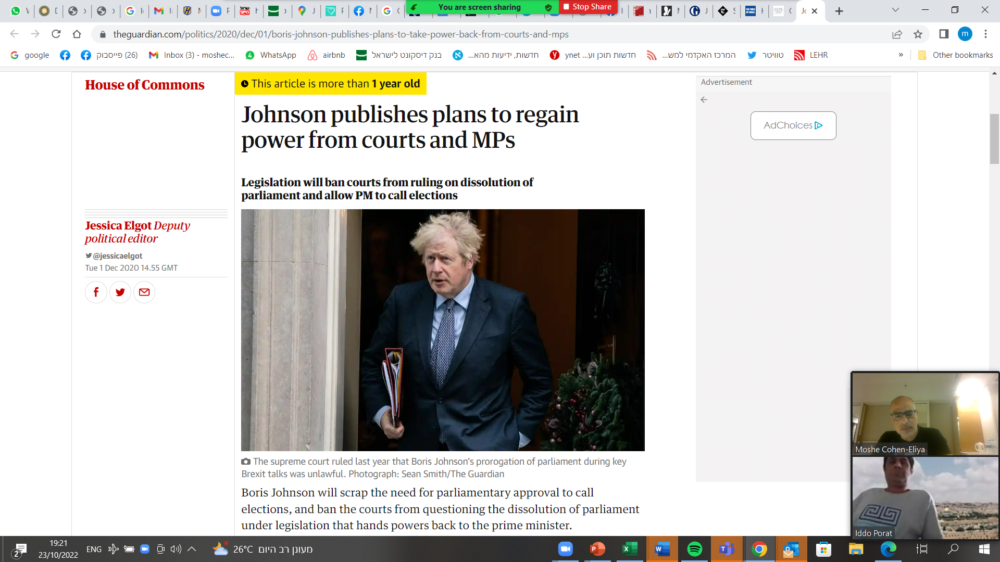 You are screen sharing
Stop Share
theguardian.com/politics/2020/dec/01/boris-johnson-publishes-plans-to-take-power-back-from-courts-and-mps
m
google
(26) פייסבוק
Inbox (3) - moshec...
WhatsApp
airbnb
בנק דיסקונט לישראל
חדשות, ידיעות מהא...
ynet חדשות תוכן וע...
המרכז האקדמי למש...
טוויטר
LEHR
»
Other bookmarks
House of Commons
This article is more than 1 year old
Advertisement
AdChoices
Johnson publishes plans to regain
power from courts and MPs
Legislation will ban courts from ruling on dissolution of
parliament and allow PM to call elections
Jessica Elgot Deputy
political editor
@jessicaelgot
Tue 1 Dec 2020 14.55 GMT
The supreme court ruled last year that Boris Johnson's prorogation of parliament during key
Brexit talks was unlawful. Photograph: Sean Smith/The Guardian
Boris Johnson will scrap the need for parliamentary approval to call
elections, and ban the courts from questioning the dissolution of parliament
under legislation that hands powers back to the prime minister.
Moshe Cohen-Eliya
Iddo Porat
2
19:21
23/10/2022
ENG
26°C מעונן רב היום